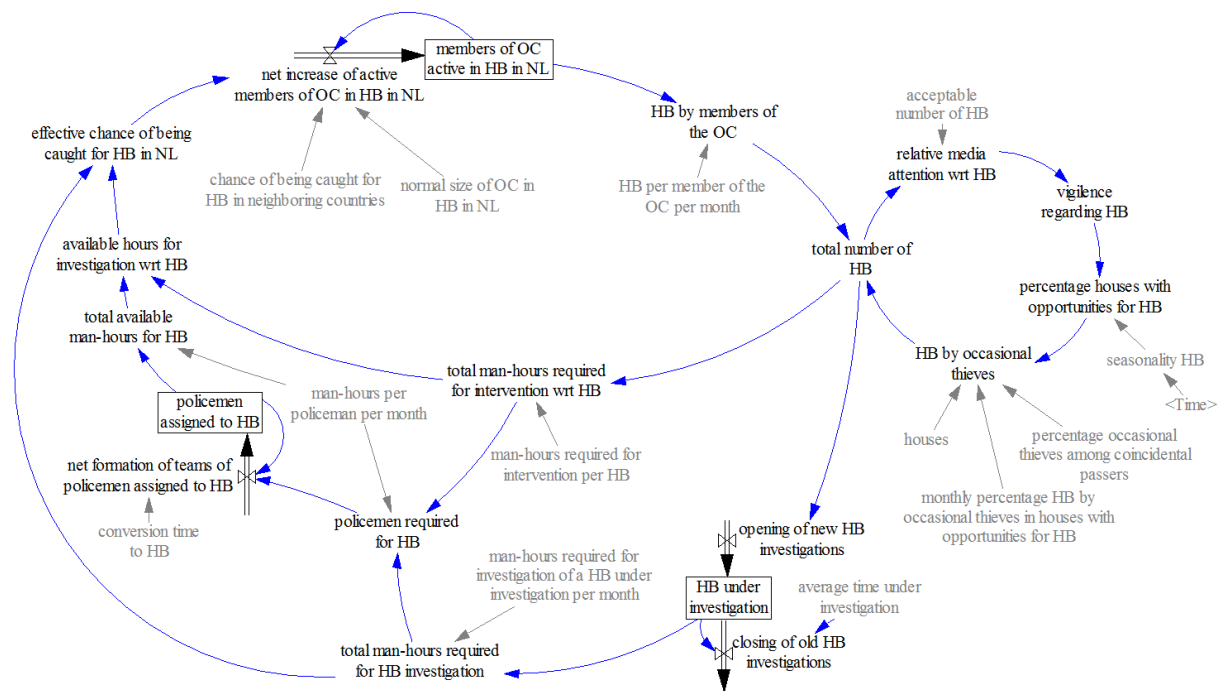 members of OC
active in HB in NL
net increase of active
members of OC in HB in NL
effective chance of being
caught for HB in NL
chance of being caught for
HB in neighboring countries
normal size of OC in
HB in NL
HB by members of
the OC
HB per member of the
OC per month
acceptable
number of HB
relative media
attention wrt HB
vigilence
regarding HB
available hours for
investigation wrt HB
total number of
HB
percentage houses with
opportunities for HB
total available
man-hours for HB
HB by occasional
thieves
seasonality HB
<Time>
total man-hours required
for intervention wrt HB
man-hours per
policeman per month
policemen
assigned to HB
houses
percentage occasional
thieves among coincidental
passers
man-hours required for
intervention per HB
net formation of teams of
policemen assigned to HB
monthly percentage HB by
occasional thieves in houses with
opportunities for HB
conversion time
to HB
policemen required
for HB
opening of new HB
investigations
man-hours required for
investigation of a HB under
investigation per month
HB under
investigation
average time under
investigation
total man-hours required
for HB investigation
closing of old HB
investigations